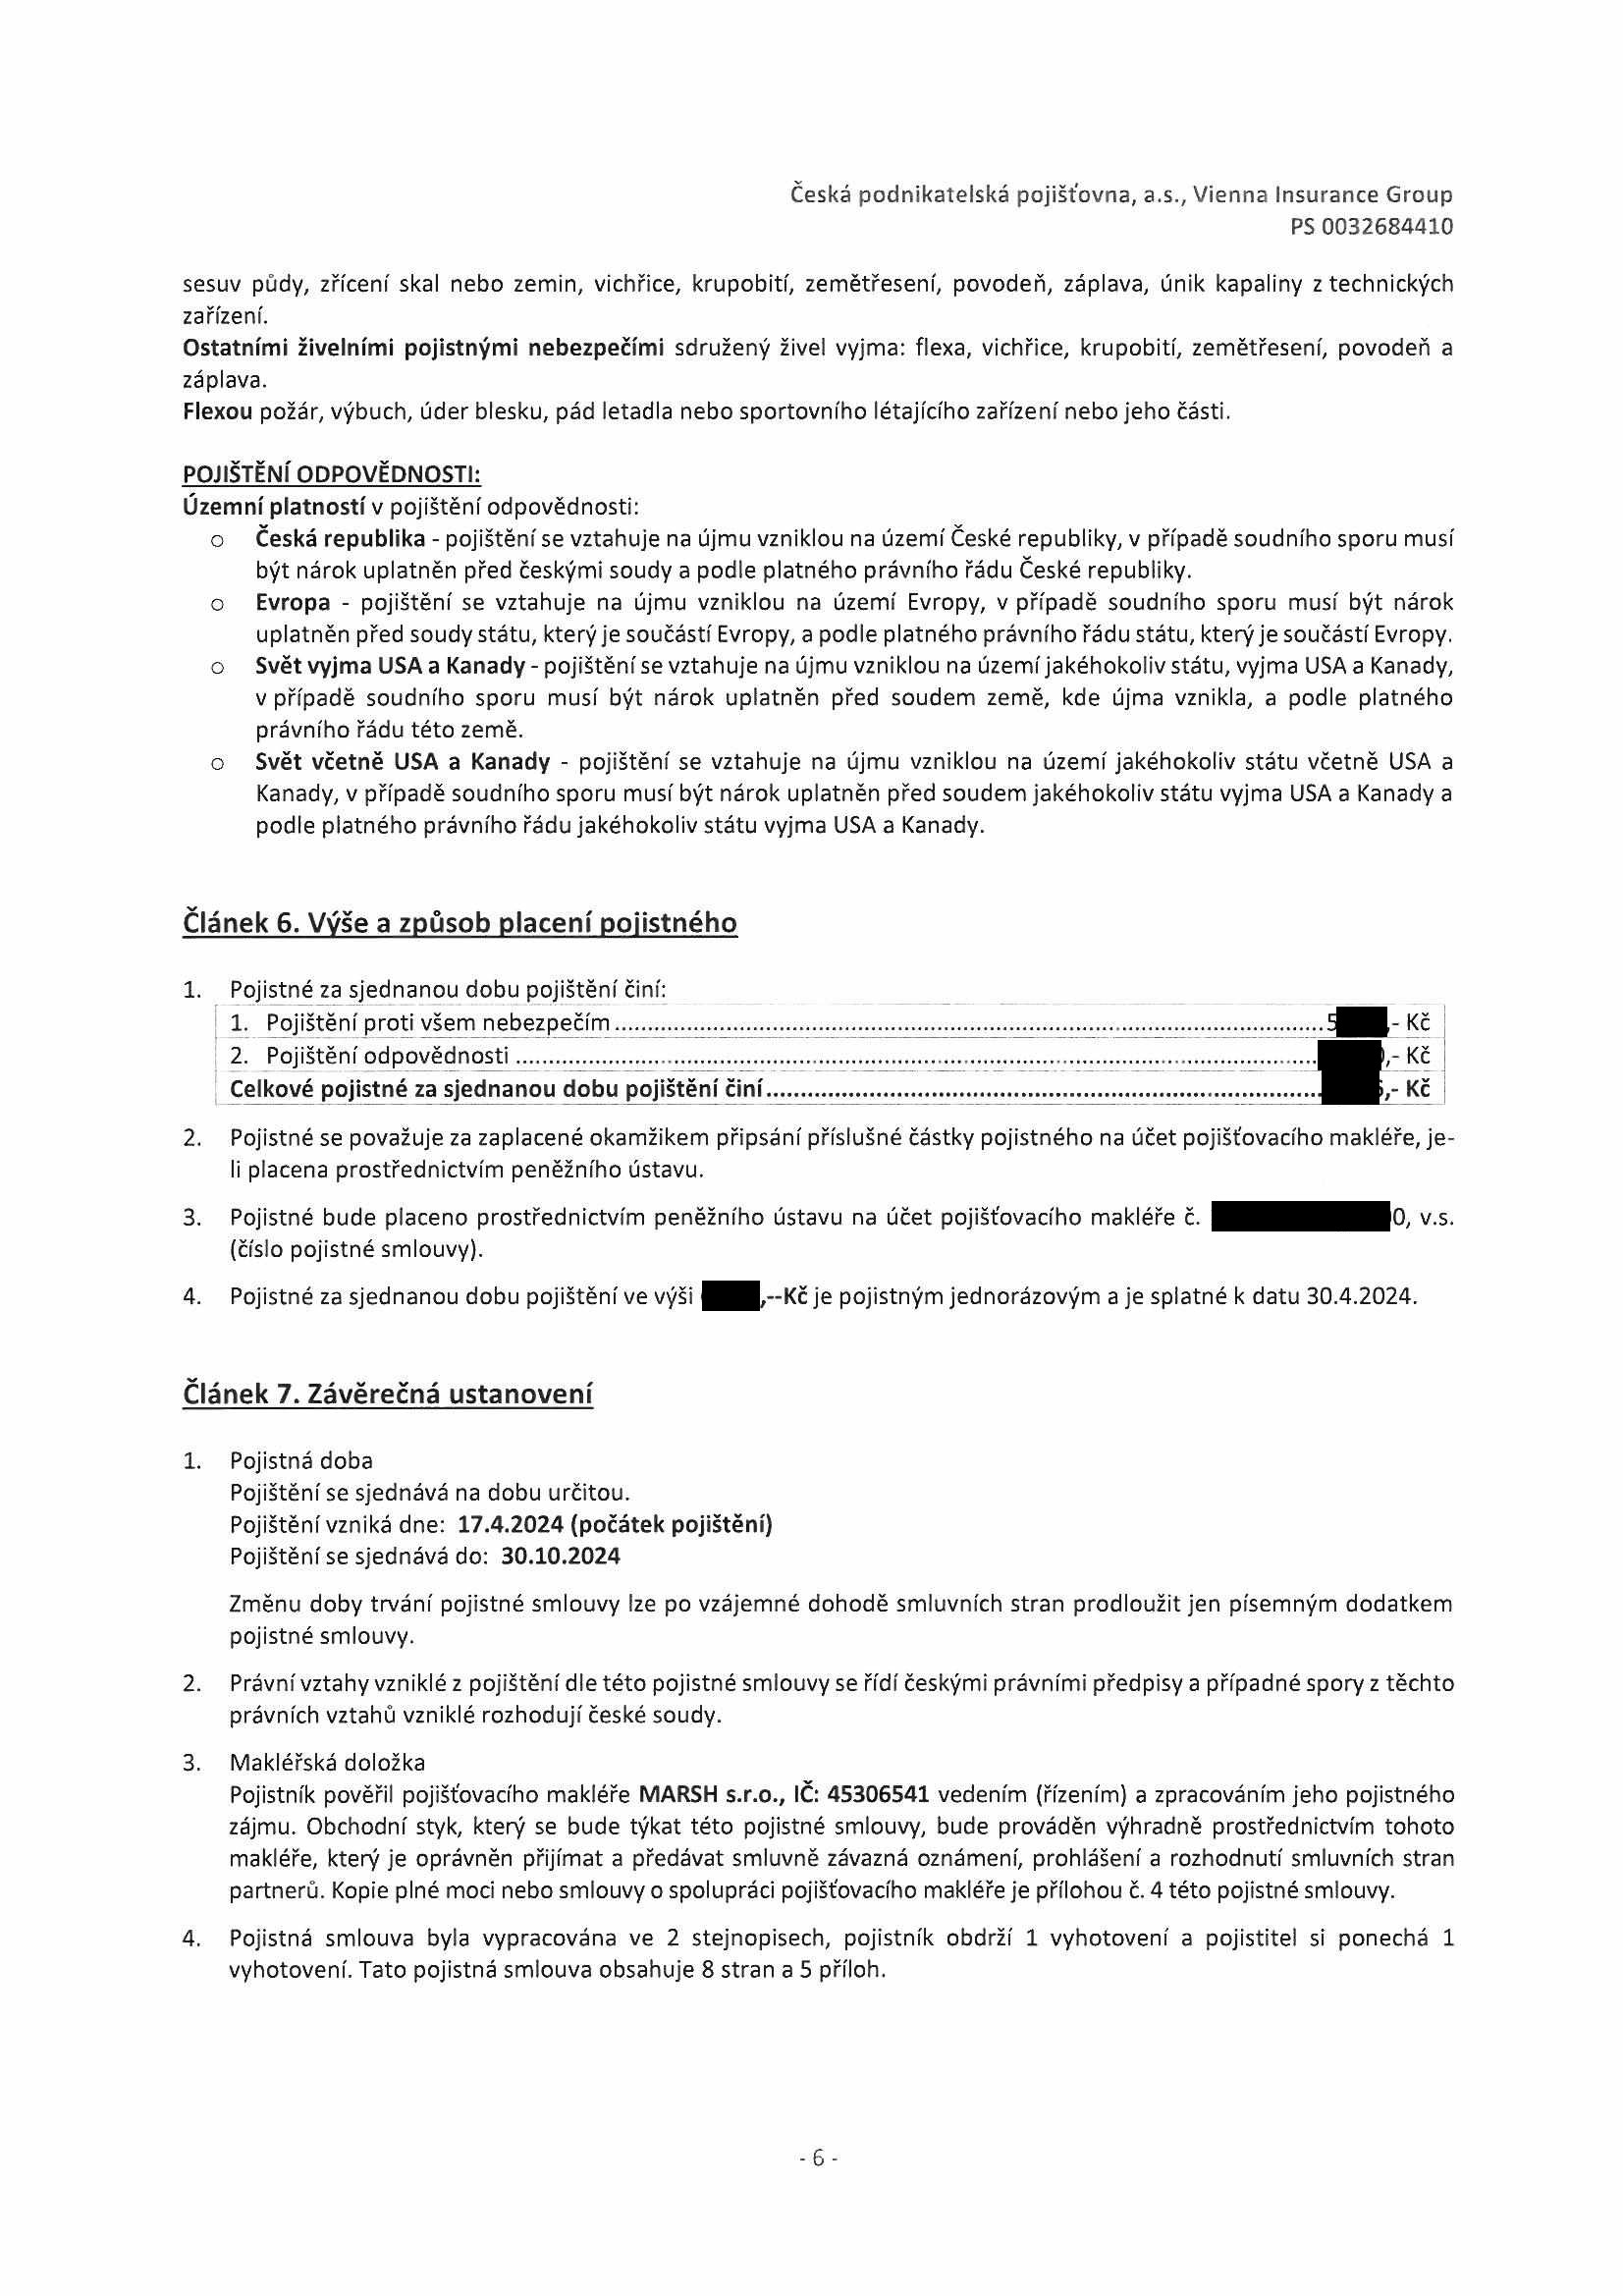 Česká podnikatelská pojišťovna, a.s., Vienna Insurance Group
PS 0032684410
sesuv půdy, zřícení skal nebo zemin, vichřice, krupobití, zemětřesení, povodeň, záplava, únik kapaliny z technických
zařízení.
Ostatními živelními pojistnými nebezpečími sdružený živel vyjma: flexa, vichřice, krupobití, zemětřesení, povodeň a
záplava.
Flexou požár, výbuch, úder blesku, pád letadla nebo sportovního létajícího zařízení nebo jeho části.
POJIŠTĚNÍ ODPOVĚDNOSTI:
Územní platností v pojištění odpovědnosti:
o Česká republika - pojištění se vztahuje na újmu vzniklou na území České republiky, v případě soudního sporu musí
být nárok uplatněn před českými soudy a podle platného právního řádu České republiky.
o Evropa - pojištění se vztahuje na újmu vzniklou na území Evropy, v případě soudního sporu musí být nárok
uplatněn před soudy státu, který je součástí Evropy, a podle platného právního řádu státu, který je součástí Evropy.
o Svět vyjma USA a Kanady - pojištění se vztahuje na újmu vzniklou na území jakéhokoliv státu, vyjma USA a Kanady,
v případě soudního sporu musí být nárok uplatněn před soudem země, kde újma vznikla, a podle platného
právního řádu této země.
o Svět včetně USA a Kanady - pojištění se vztahuje na újmu vzniklou na území jakéhokoliv státu včetně USA a
Kanady, v případě soudního sporu musí být nárok uplatněn před soudem jakéhokoliv státu vyjma USA a Kanady a
podle platného právního řádu jakéhokoliv státu vyjma USA a Kanady.
Článek 6. Výše a způsob placení pojistného
1. Pojistné za sjednanou dobu pojištění činí:
1. Pojištění proti všem nebezpečím ..... 5 ,- Kč
2. Pojištění odpovědnosti ..... ,- Kč
Celkové pojistné za sjednanou dobu pojištění činí ..... ,- Kč
2. Pojistné se považuje za zaplacené okamžikem připsání příslušné částky pojistného na účet pojišťovacího makléře, je-
li placena prostřednictvím peněžního ústavu.
3. Pojistné bude placeno prostřednictvím peněžního ústavu na účet pojišťovacího makléře č. 0, v.s.
(číslo pojistné smlouvy).
4. Pojistné za sjednanou dobu pojištění ve výši ,--Kč je pojistným jednorázovým a je splatné k datu 30.4.2024.
Článek 7. Závěrečná ustanovení
1. Pojistná doba
Pojištění se sjednává na dobu určitou.
Pojištění vzniká dne: 17.4.2024 (počátek pojištění)
Pojištění se sjednává do: 30.10.2024
Změnu doby trvání pojistné smlouvy lze po vzájemné dohodě smluvních stran prodloužit jen písemným dodatkem
pojistné smlouvy.
2. Právní vztahy vzniklé z pojištění dle této pojistné smlouvy se řídí českými právními předpisy a případné spory z těchto
právních vztahů vzniklé rozhodují české soudy.
3. Makléřská doložka
Pojistník pověřil pojišťovacího makléře MARSH s.r.o., IČ: 45306541 vedením (řízením) a zpracováním jeho pojistného
zájmu. Obchodní styk, který se bude týkat této pojistné smlouvy, bude prováděn výhradně prostřednictvím tohoto
makléře, který je oprávněn přijímat a předávat smluvně závazná oznámení, prohlášení a rozhodnutí smluvních stran
partnerů. Kopie plné moci nebo smlouvy o spolupráci pojišťovacího makléře je přílohou č. 4 této pojistné smlouvy.
4. Pojistná smlouva byla vypracována ve 2 stejnopisech, pojistník obdrží 1 vyhotovení a pojistitel si ponechá 1
vyhotovení. Tato pojistná smlouva obsahuje 8 stran a 5 příloh.
- 6 -